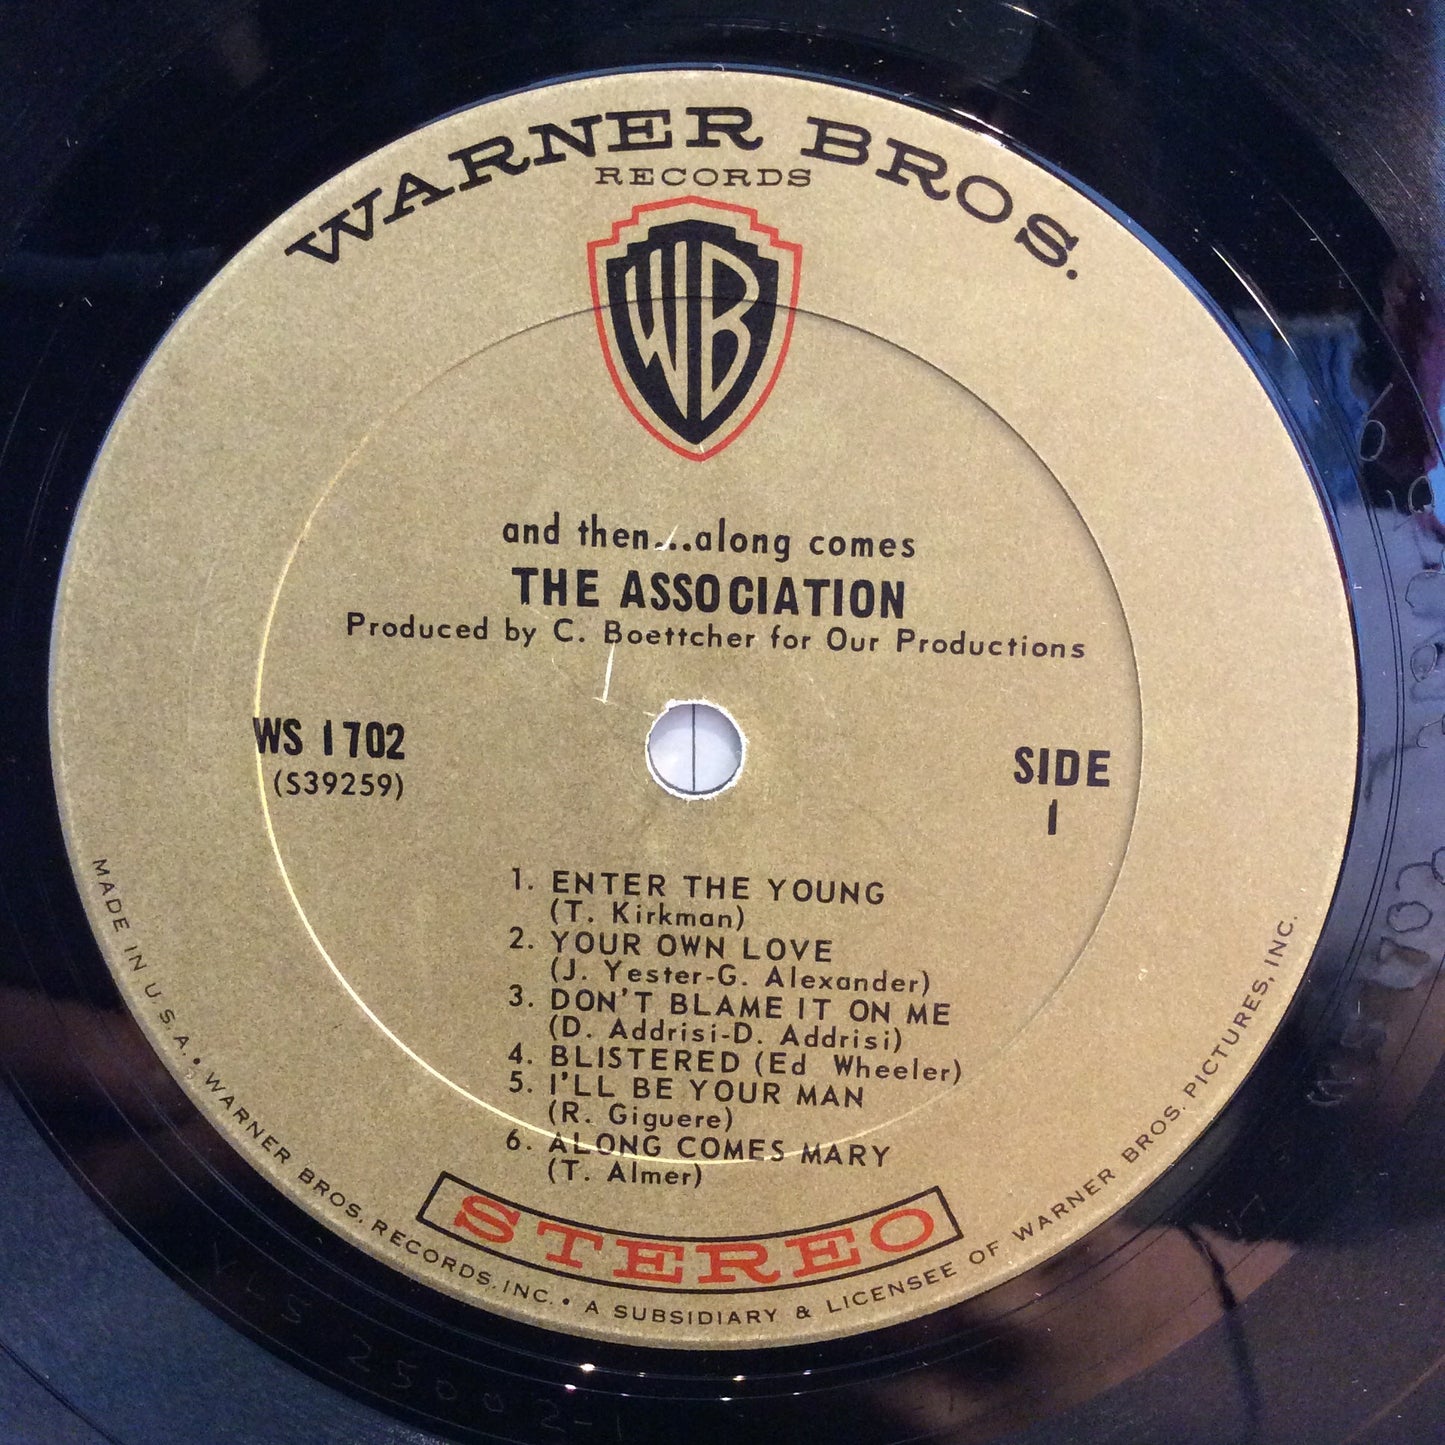 WARNER BROS.
RECORDS
WB
and then...along comes
THE ASSOCIATION
Produced by C. Boettcher for Our Productions
WS 1702
(S39259)
SIDE
1
1. ENTER THE YOUNG
(T. Kirkman)
2. YOUR OWN LOVE
(J. Yester-G. Alexander)
3. DON'T BLAME IT ON ME
(D. Addrisi-D. Addrisi)
4. BLISTERED (Ed Wheeler)
5. I'LL BE YOUR MAN
(R. Giguere)
6. ALONG COMES MARY
(T. Almer)
STEREO
MADE IN U.S.A. • WARNER BROS. RECORDS, INC. • A SUBSIDIARY & LICENSEE OF WARNER BROS. PICTURES, INC.